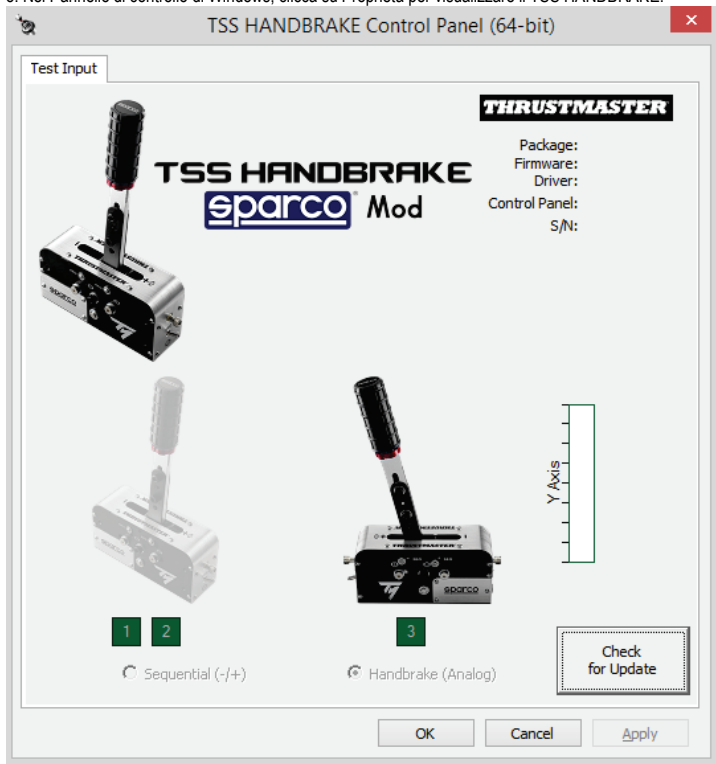 TSS HANDBRAKE Control Panel (64-bit)
Test Input
THRUSTMASTER
Package:
Firmware:
Driver:
Control Panel:
S/N:
TSS HANDBRAKE
sparco Mod
Y Axis
1 2
3
Sequential (-/+)
Handbrake (Analog)
Check
for Update
OK Cancel Apply